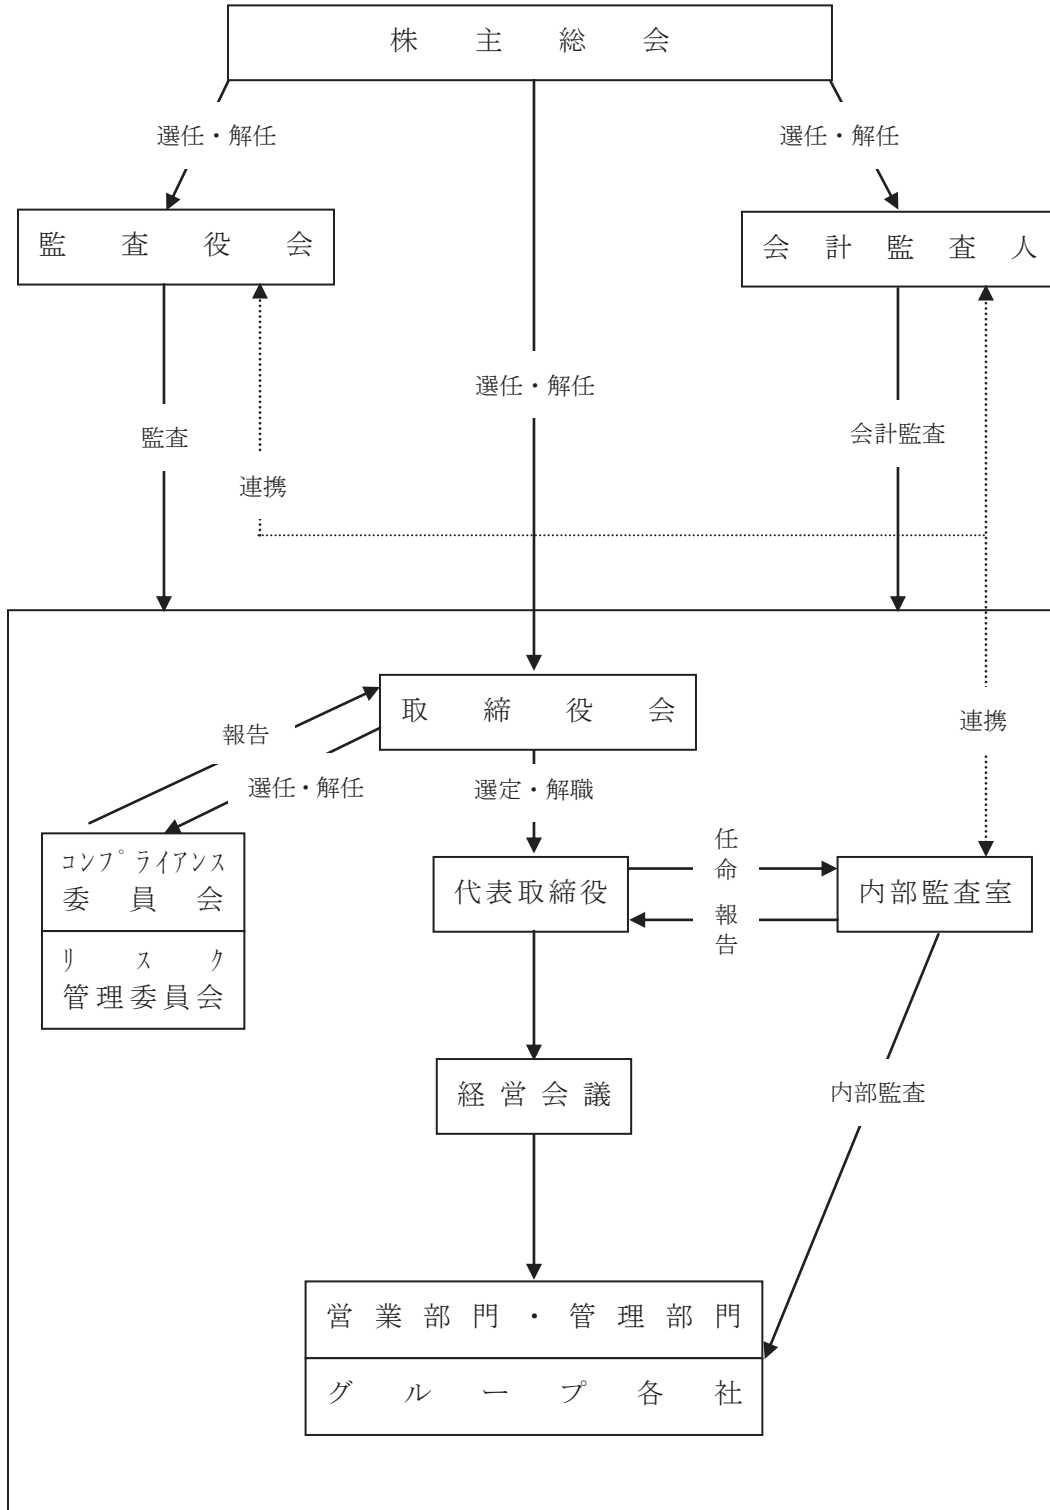 株主総会
選任・解任
選任・解任
監査役会
会計監査人
選任・解任
監査
会計監査
連携
取締役会
連携
報告
選任・解任
選定・解職
コンプライアンス
委員会
代表取締役
任命
報告
内部監査室
リスク
管理委員会
経営会議
内部監査
営業部門・管理部門
グループ各社